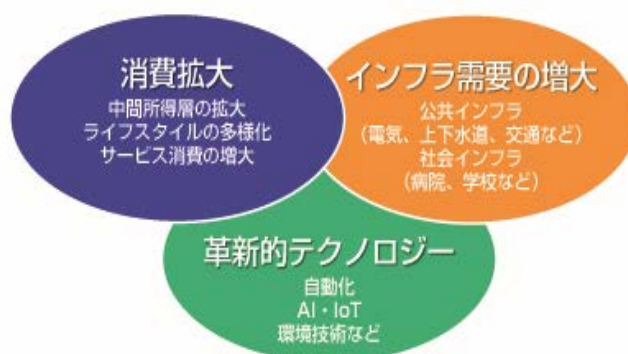 消費拡大
中間所得層の拡大
ライフスタイルの多様化
サービス消費の増大
インフラ需要の増大
公共インフラ
(電気、上下水道、交通など)
社会インフラ
(病院、学校など)
革新的テクノロジー
自動化
AI・IoT
環境技術など